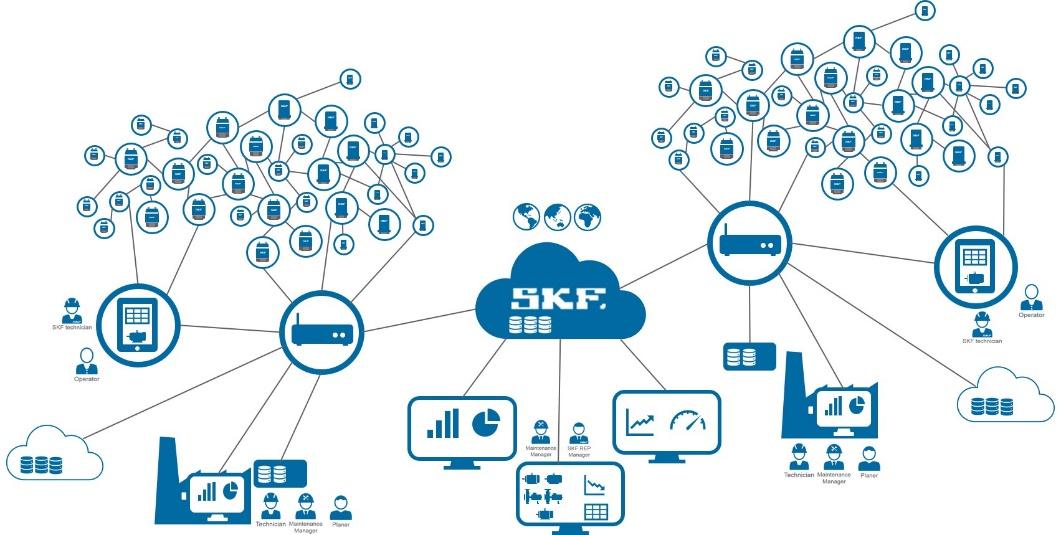 SKF
SKF technician
Operator
Technician
Maintenance
Manager
Planer
Maintenance
Manager
SKF REP
Manager
Technician
Maintenance
Manager
Planer
Operator
SKF technician